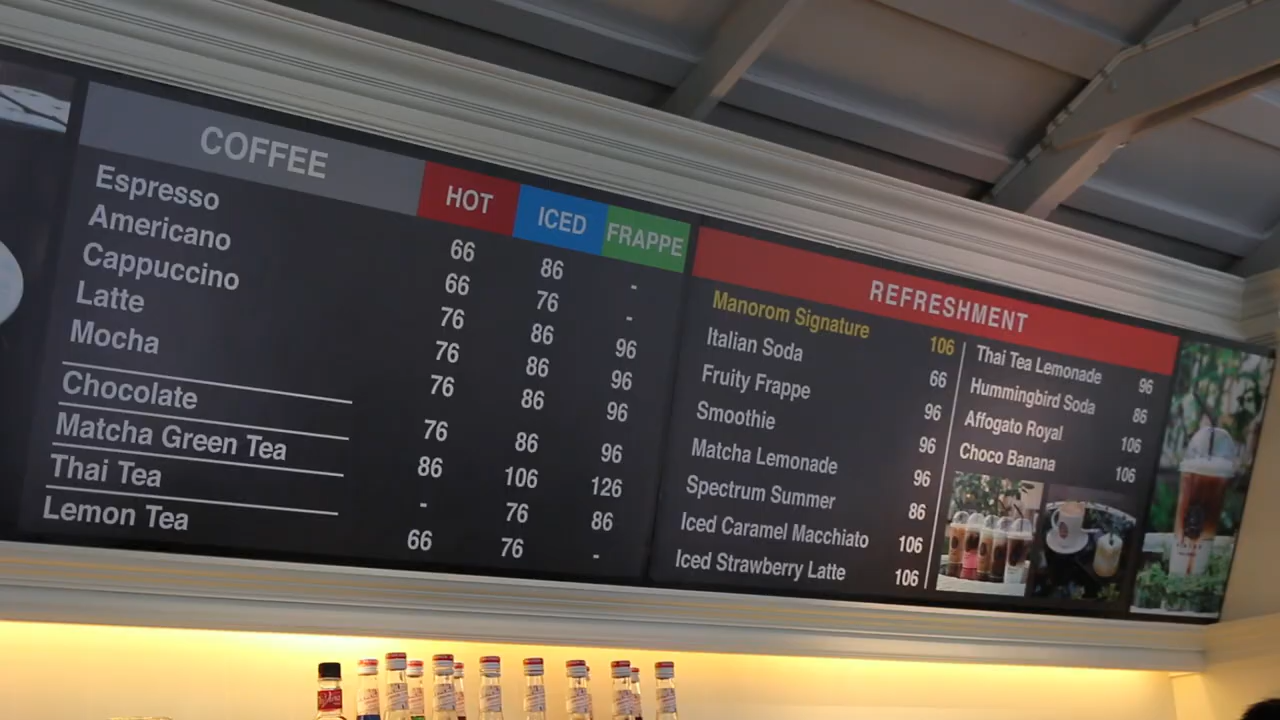 COFFEE HOT ICED FRAPPE
Espresso 66 86 -
Americano 66 76 -
Cappuccino 76 86 96
Latte 76 86 96
Mocha 76 86 96
Chocolate 76 86 96
Matcha Green Tea 86 106 126
Thai Tea - 76 86
Lemon Tea 66 76 -
REFRESHMENT
Manorom Signature 106
Italian Soda 66
Fruity Frappe 96
Smoothie 96
Matcha Lemonade 96
Spectrum Summer 86
Iced Caramel Macchiato 106
Iced Strawberry Latte 106
Thai Tea Lemonade 96
Hummingbird Soda 86
Affogato Royal 106
Choco Banana 106